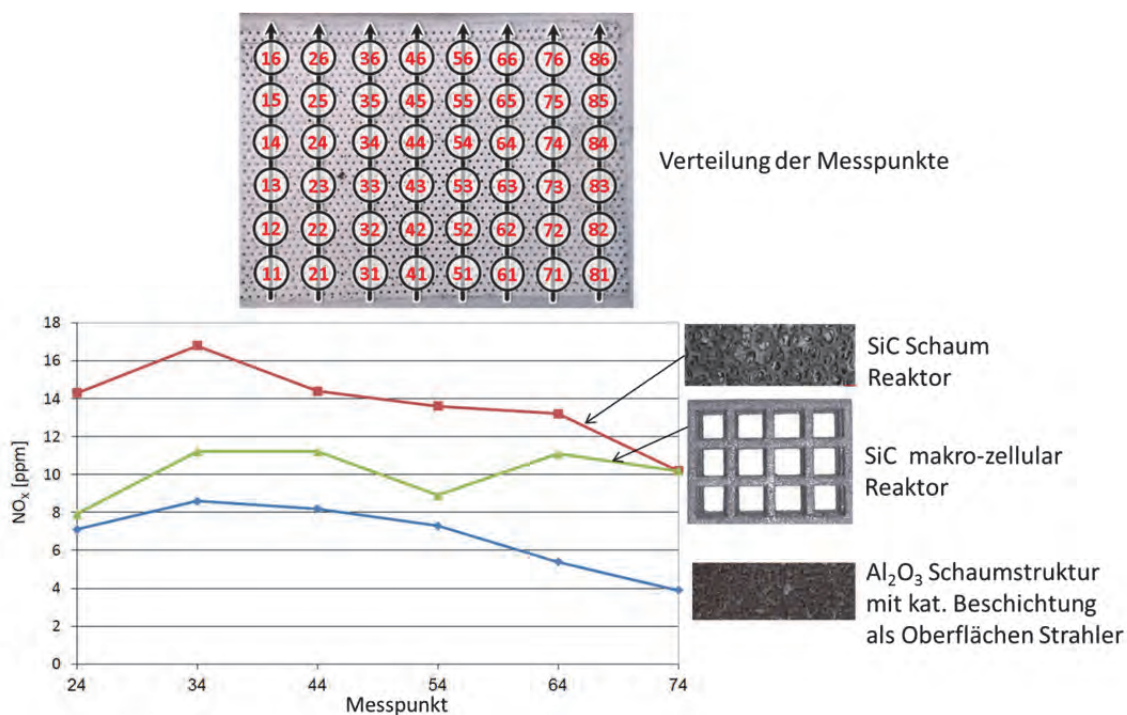 16 26 36 46 56 66 76 86
15 25 35 45 55 65 75 85
14 24 34 44 54 64 74 84
13 23 33 43 53 63 73 83
12 22 32 42 52 62 72 82
11 21 31 41 51 61 71 81
Verteilung der Messpunkte
18
16
14
12
10
8
6
4
2
0
NOₓ [ppm]
24 34 44 54 64 74
Messpunkt
SiC Schaum
Reaktor
SiC makro-zellular
Reaktor
Al₂O₃ Schaumstruktur
mit kat. Beschichtung
als Oberflächen Strahler